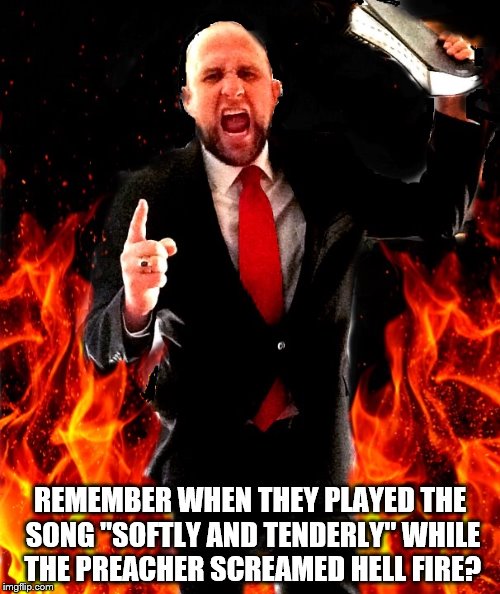 REMEMBER WHEN THEY PLAYED THE
SONG "SOFTLY AND TENDERLY" WHILE
THE PREACHER SCREAMED HELL FIRE?
imgflip.com